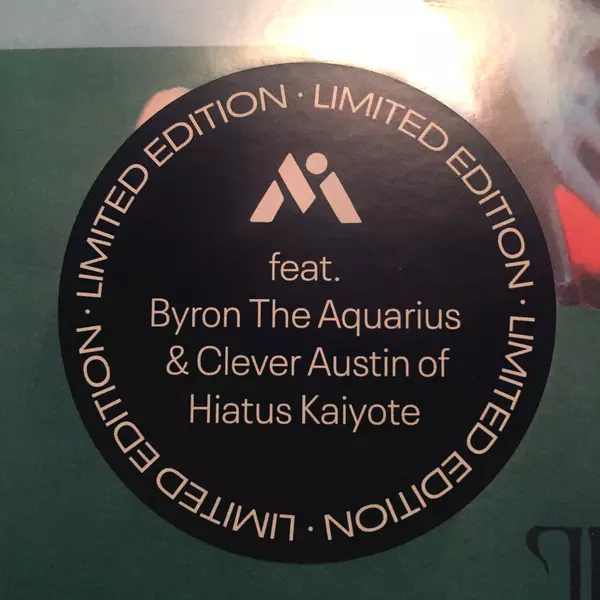 LIMITED EDITION · LIMITED EDITION · LIMITED EDITION · LIMITED EDITION ·
feat.
Byron The Aquarius
& Clever Austin of
Hiatus Kaiyote